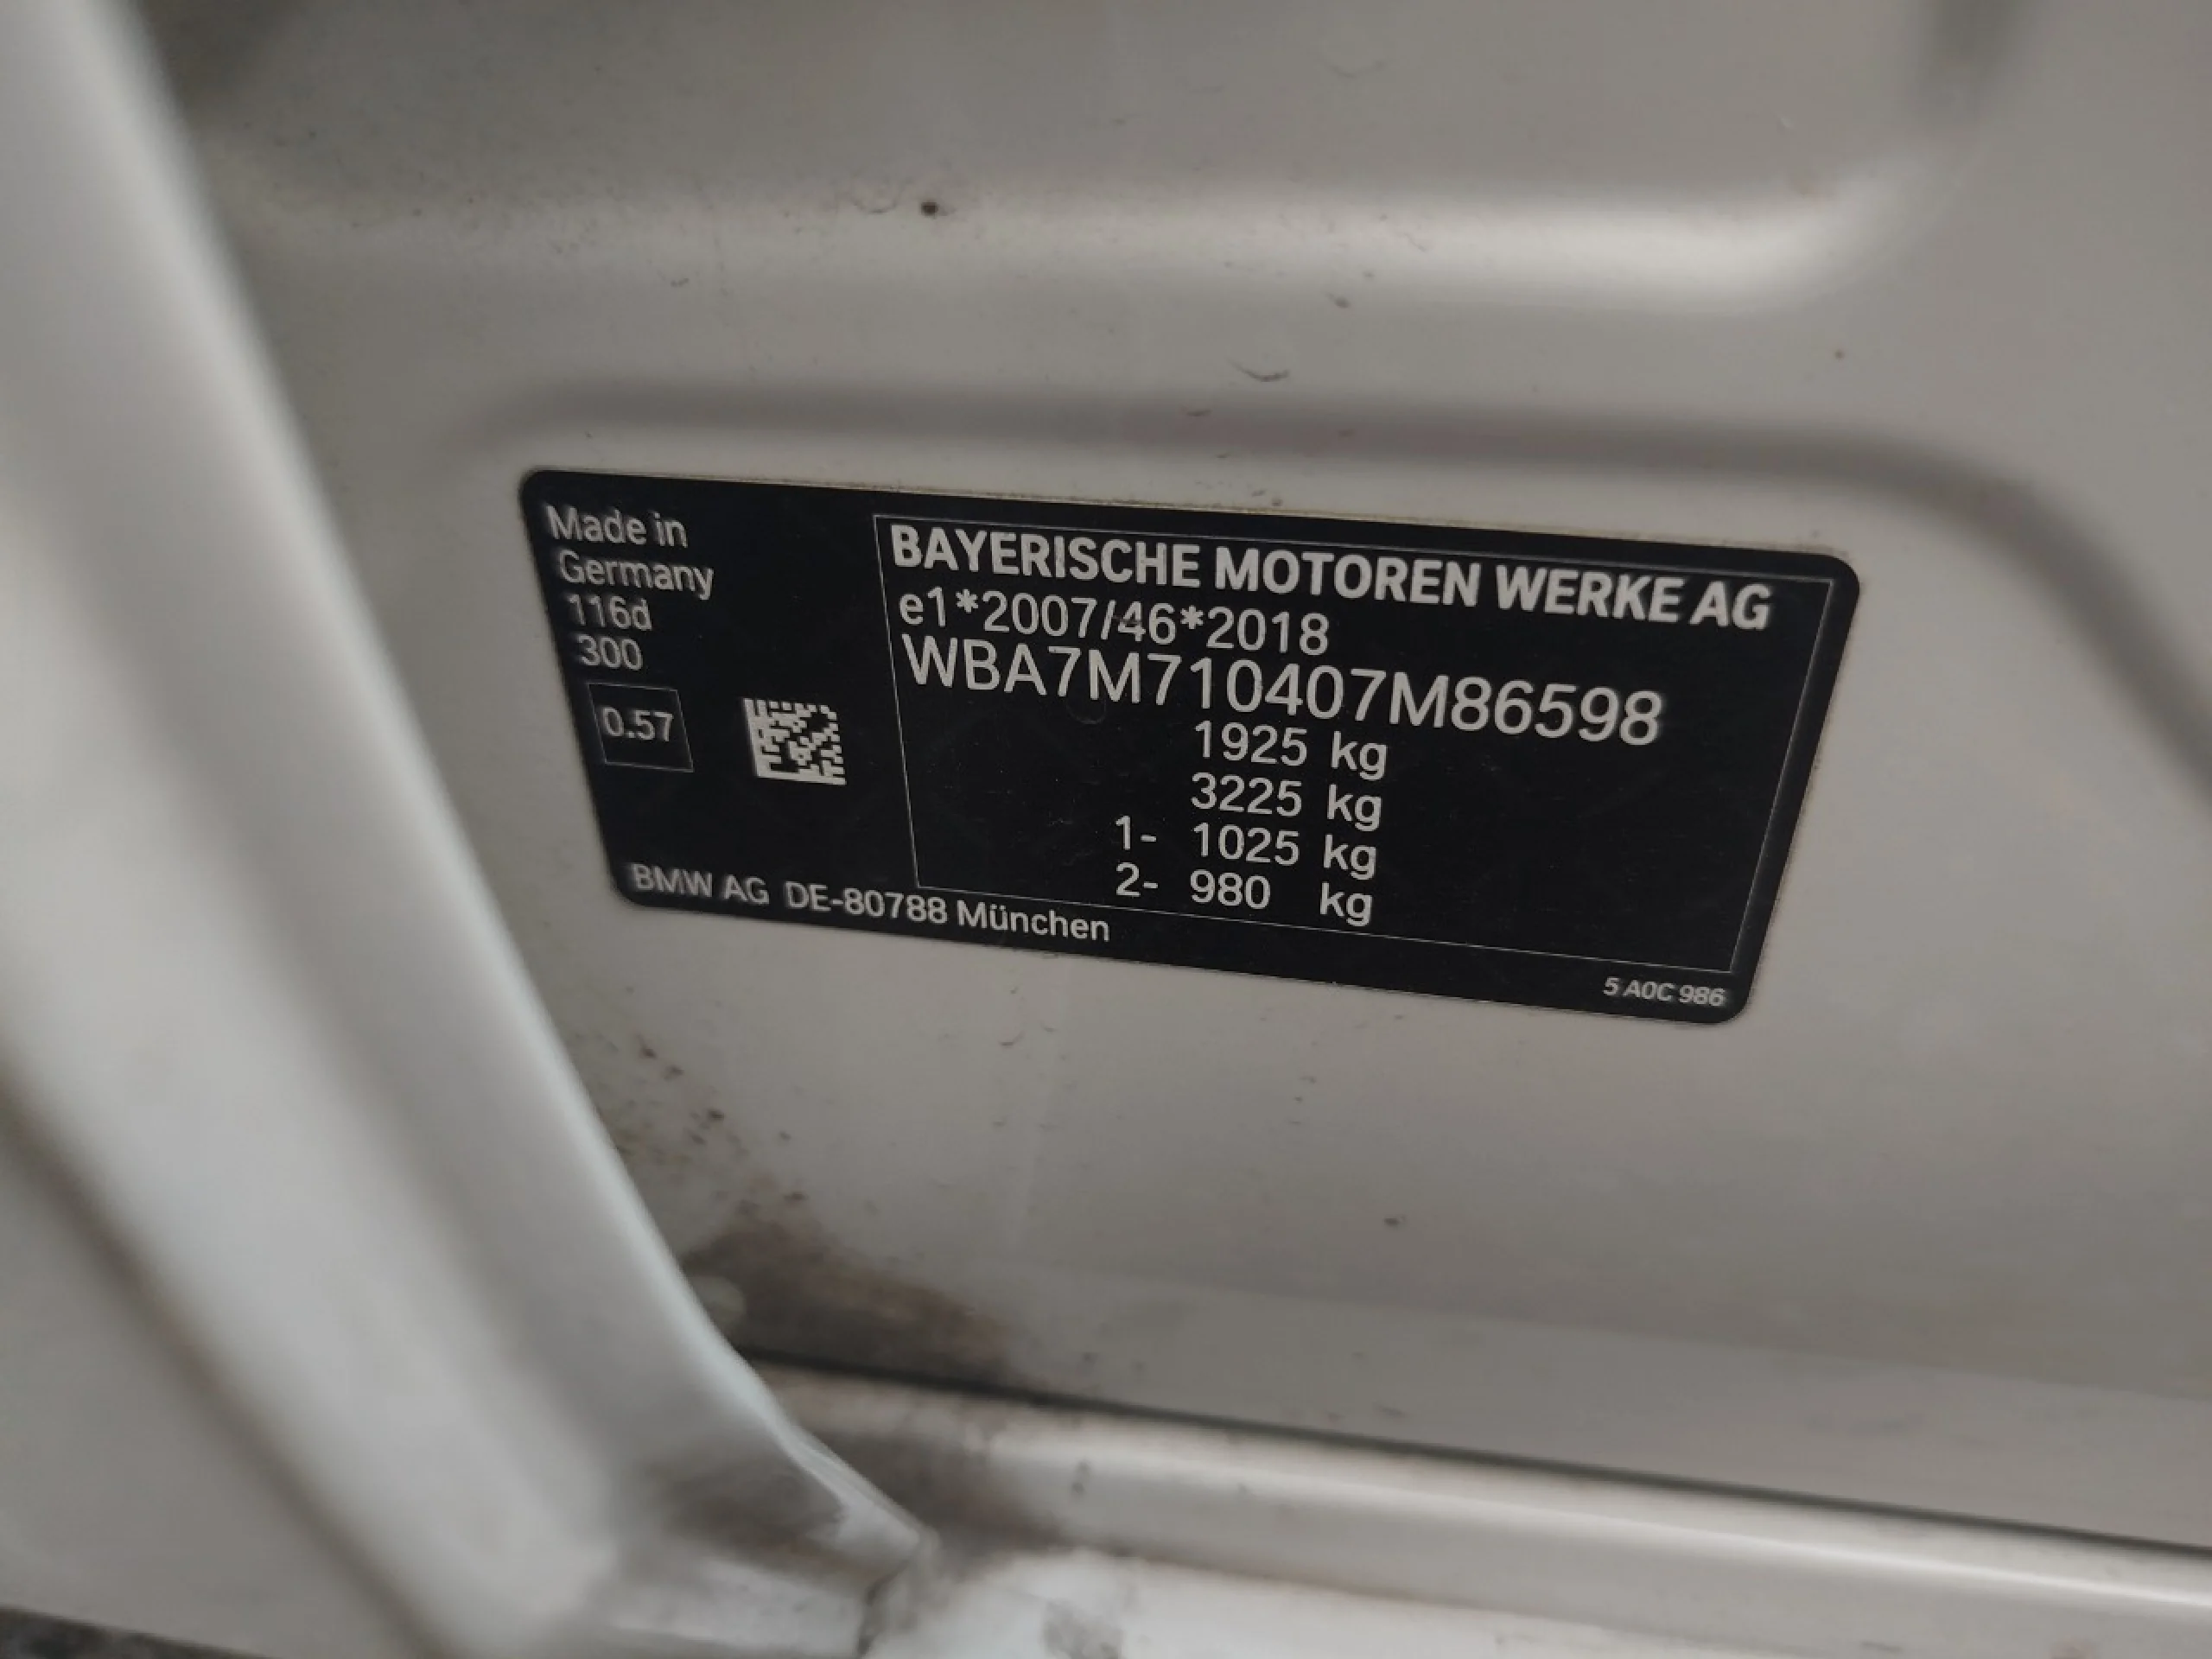 Made in
Germany
116d
300
0.57
BAYERISCHE MOTOREN WERKE AG
e1*2007/46*2018
WBA7M710407M86598
1925 kg
3225 kg
1- 1025 kg
2- 980 kg
BMW AG DE-80788 München
5 A0C 986